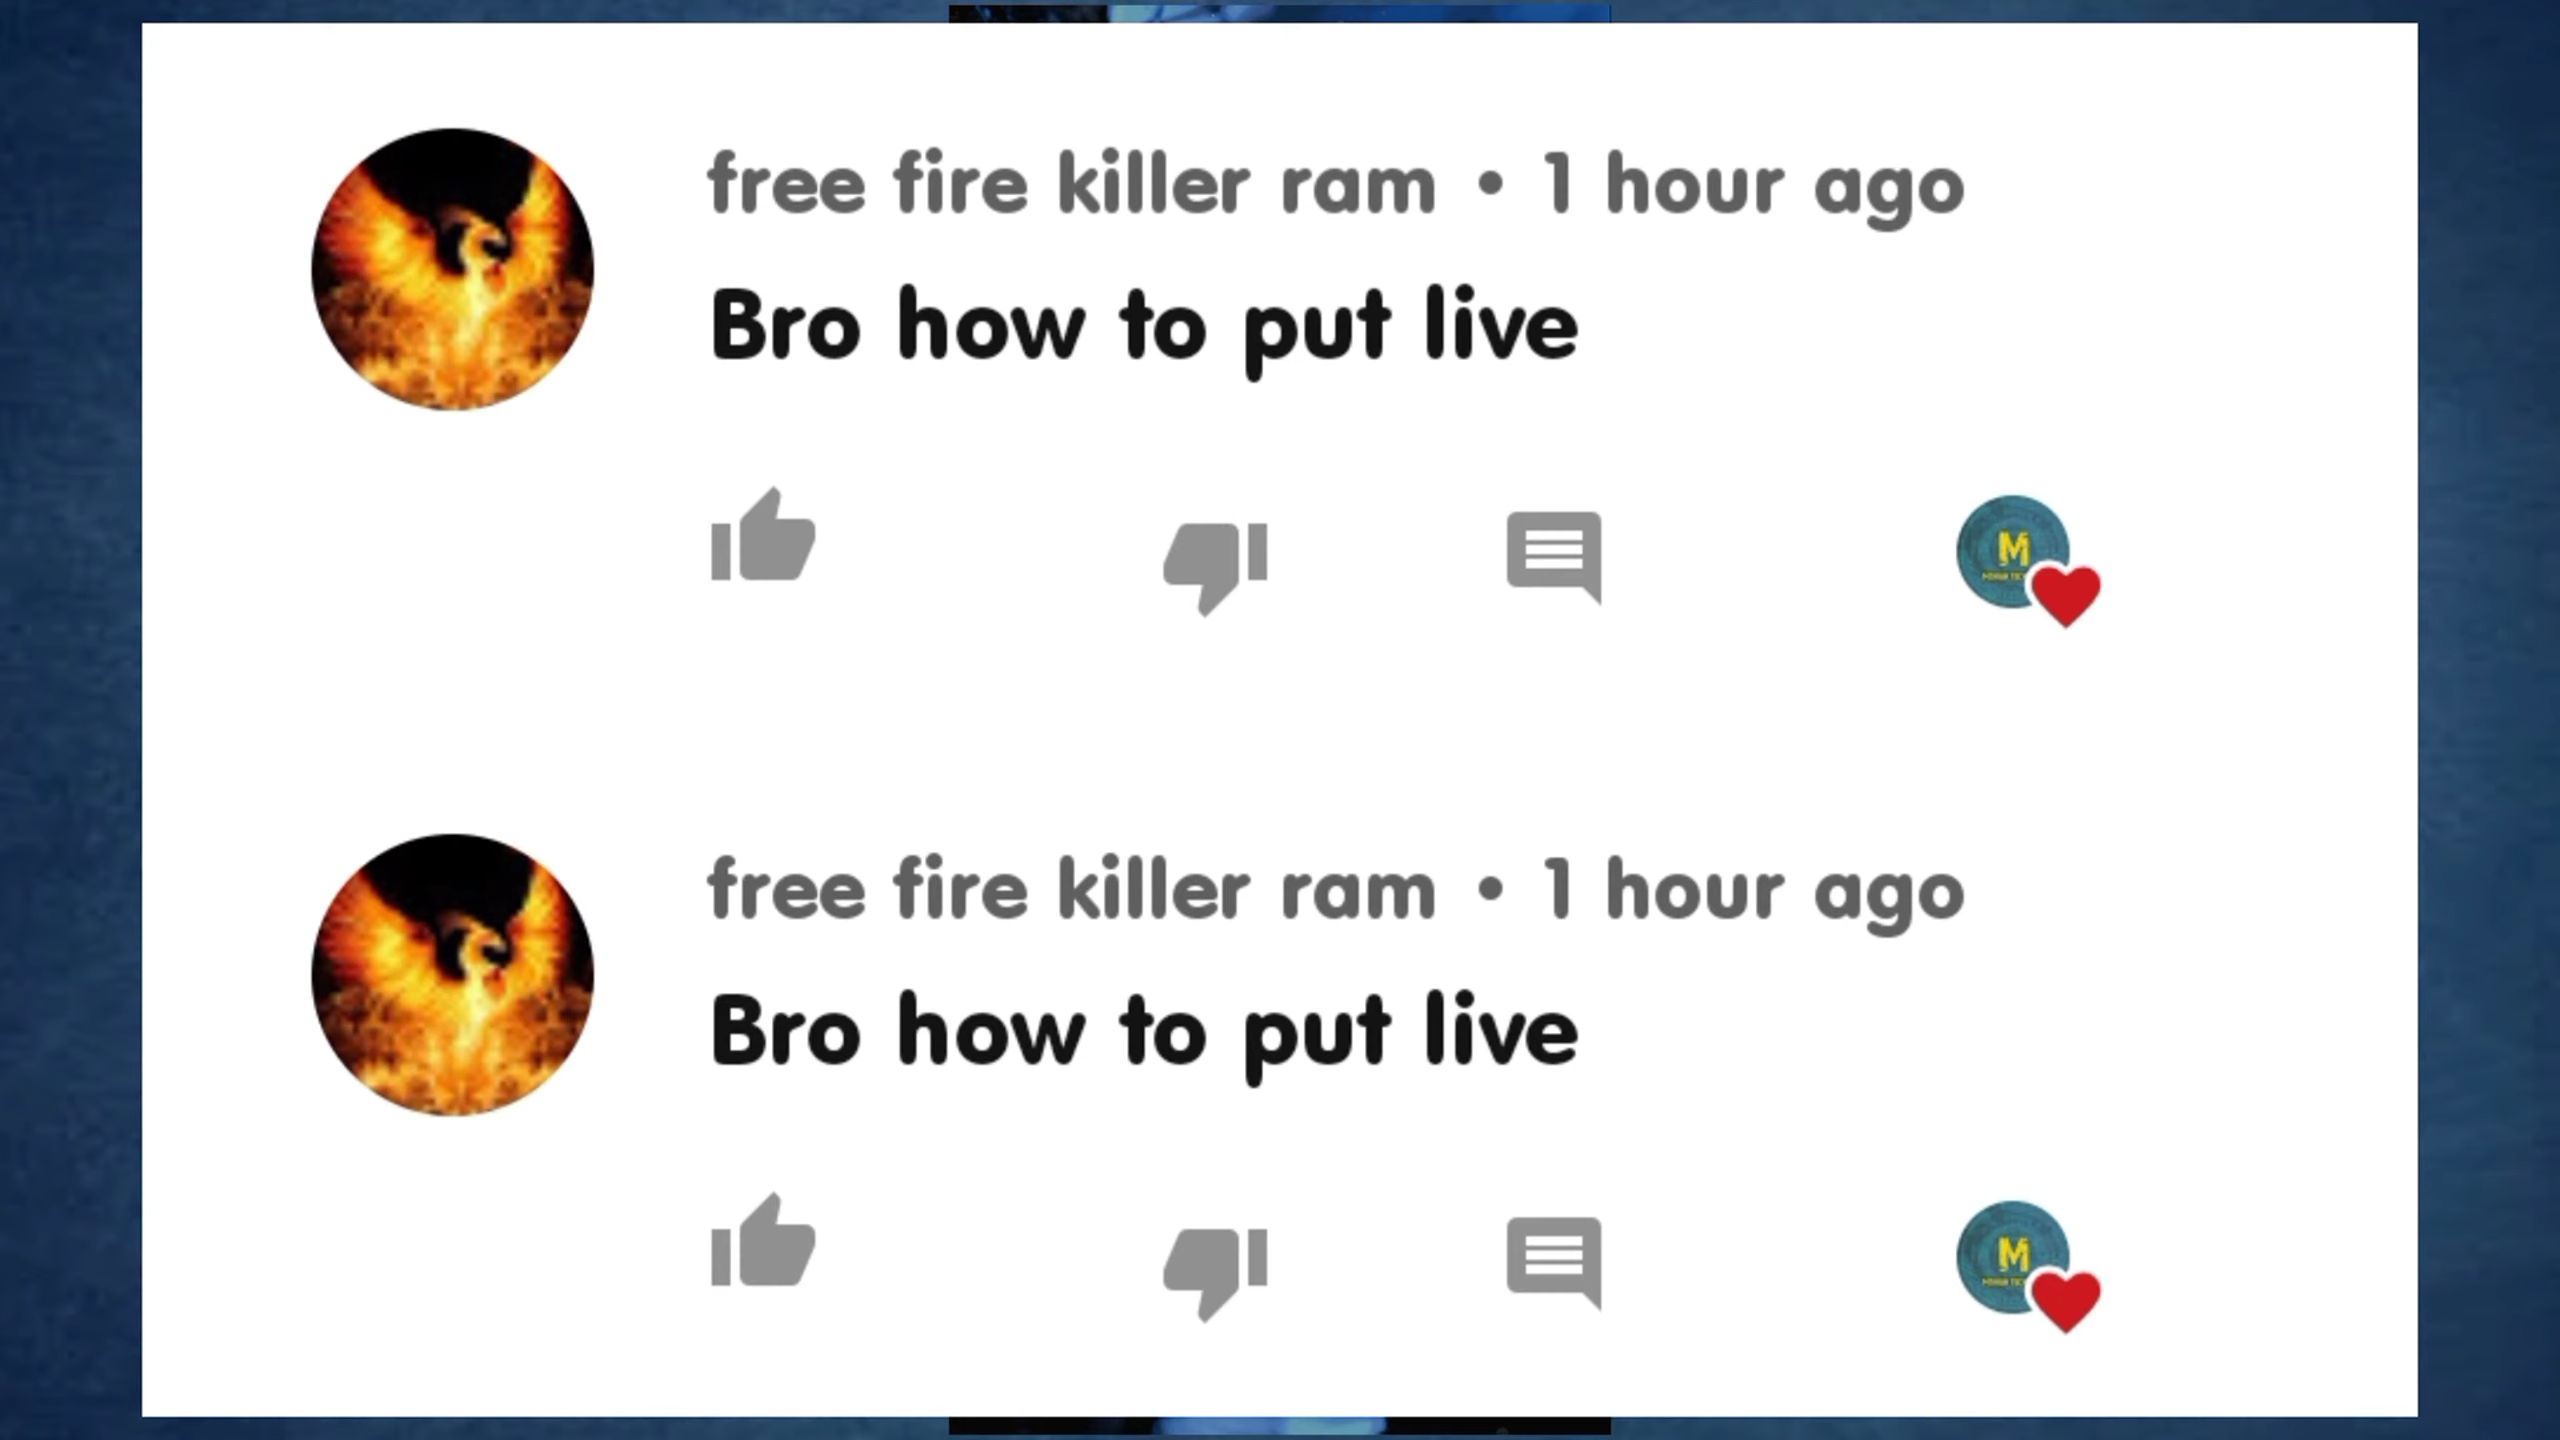 free fire killer ram • 1 hour ago
Bro how to put live
M
free fire killer ram • 1 hour ago
Bro how to put live
M